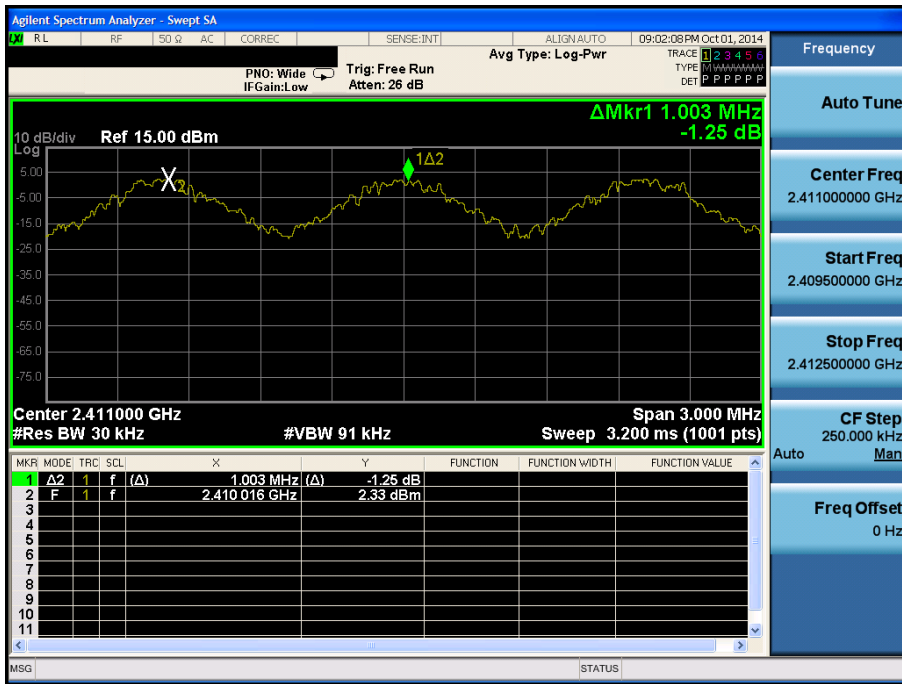 Agilent Spectrum Analyzer - Swept SA
LXI RL RF 50 Ω AC CORREC SENSE:INT ALIGNAUTO 09:02:08 PM Oct 01, 2014
Avg Type: Log-Pwr
TRACE 1 2 3 4 5 6
TYPE M WWWWW
DET P P P P P P
PNO: Wide
IFGain:Low
Trig: Free Run
Atten: 26 dB
ΔMkr1 1.003 MHz
-1.25 dB
10 dB/div Ref 15.00 dBm
Log
1Δ2
5.00
X2
-5.00
-15.0
-25.0
-35.0
-45.0
-55.0
-65.0
-75.0
Center 2.411000 GHz Span 3.000 MHz
#Res BW 30 kHz #VBW 91 kHz Sweep 3.200 ms (1001 pts)
MKR MODE TRC SCL X Y FUNCTION FUNCTION WIDTH FUNCTION VALUE
1 Δ2 1 f (Δ) 1.003 MHz (Δ) -1.25 dB
2 F 1 f 2.410 016 GHz 2.33 dBm
3
4
5
6
7
8
9
10
11
MSG STATUS
Frequency
Auto Tune
Center Freq
2.411000000 GHz
Start Freq
2.409500000 GHz
Stop Freq
2.412500000 GHz
CF Step
250.000 kHz
Auto Man
Freq Offset
0 Hz